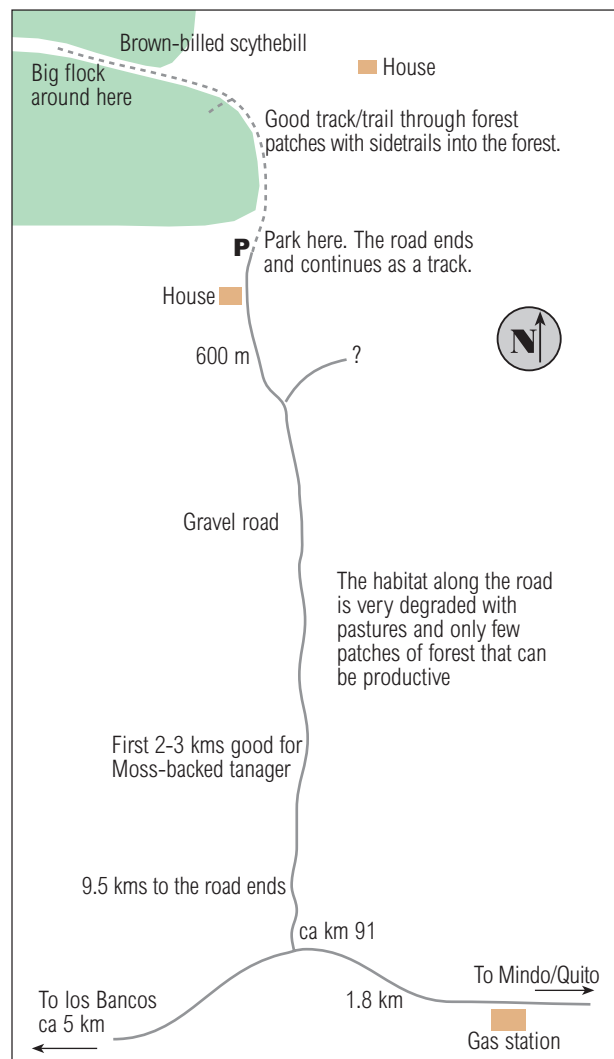 Brown-billed scythebill
House
Big flock
around here
Good track/trail through forest
patches with sidetrails into the forest.
P
Park here. The road ends
and continues as a track.
House
N
600 m
?
Gravel road
The habitat along the road
is very degraded with
pastures and only few
patches of forest that can
be productive
First 2-3 kms good for
Moss-backed tanager
9.5 kms to the road ends
ca km 91
To Mindo/Quito
To los Bancos
ca 5 km
1.8 km
Gas station